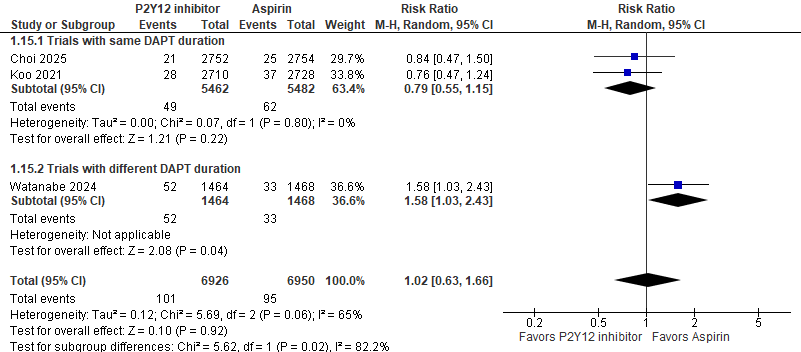 P2Y12 inhibitor Aspirin Risk Ratio Risk Ratio
Study or Subgroup Events Total Events Total Weight M-H, Random, 95% CI M-H, Random, 95% CI
1.15.1 Trials with same DAPT duration
Choi 2025 21 2752 25 2754 29.7% 0.84 [0.47, 1.50]
Koo 2021 28 2710 37 2728 33.8% 0.76 [0.47, 1.24]
Subtotal (95% CI) 5462 5482 63.4% 0.79 [0.55, 1.15]
Total events 49 62
Heterogeneity: Tau² = 0.00; Chi² = 0.07, df = 1 (P = 0.80); I² = 0%
Test for overall effect: Z = 1.21 (P = 0.22)
1.15.2 Trials with different DAPT duration
Watanabe 2024 52 1464 33 1468 36.6% 1.58 [1.03, 2.43]
Subtotal (95% CI) 1464 1468 36.6% 1.58 [1.03, 2.43]
Total events 52 33
Heterogeneity: Not applicable
Test for overall effect: Z = 2.08 (P = 0.04)
Total (95% CI) 6926 6950 100.0% 1.02 [0.63, 1.66]
Total events 101 95
Heterogeneity: Tau² = 0.12; Chi² = 5.69, df = 2 (P = 0.06); I² = 65%
Test for overall effect: Z = 0.10 (P = 0.92)
Test for subgroup differences: Chi² = 5.62, df = 1 (P = 0.02), I² = 82.2%
0.2 0.5 1 2 5
Favors P2Y12 inhibitor Favors Aspirin